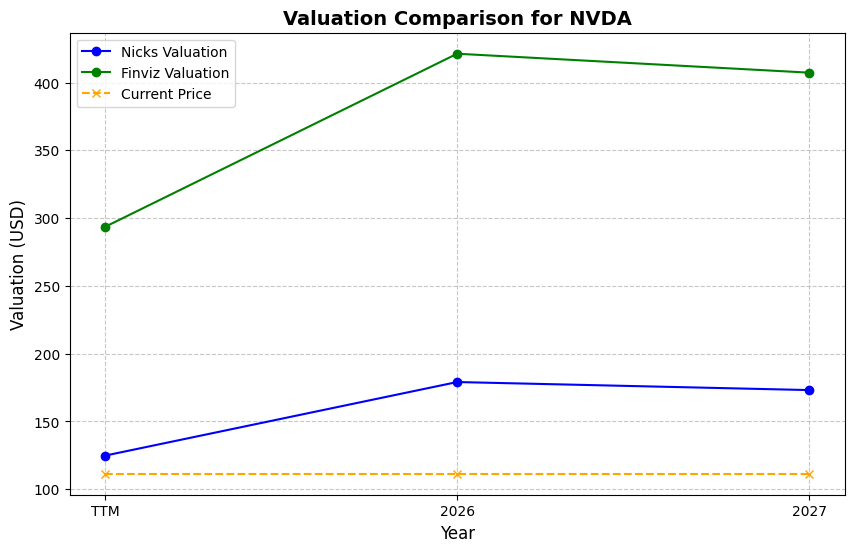 Valuation Comparison for NVDA
Nicks Valuation
Finviz Valuation
Current Price
Valuation (USD)
400
350
300
250
200
150
100
TTM 2026 2027
Year